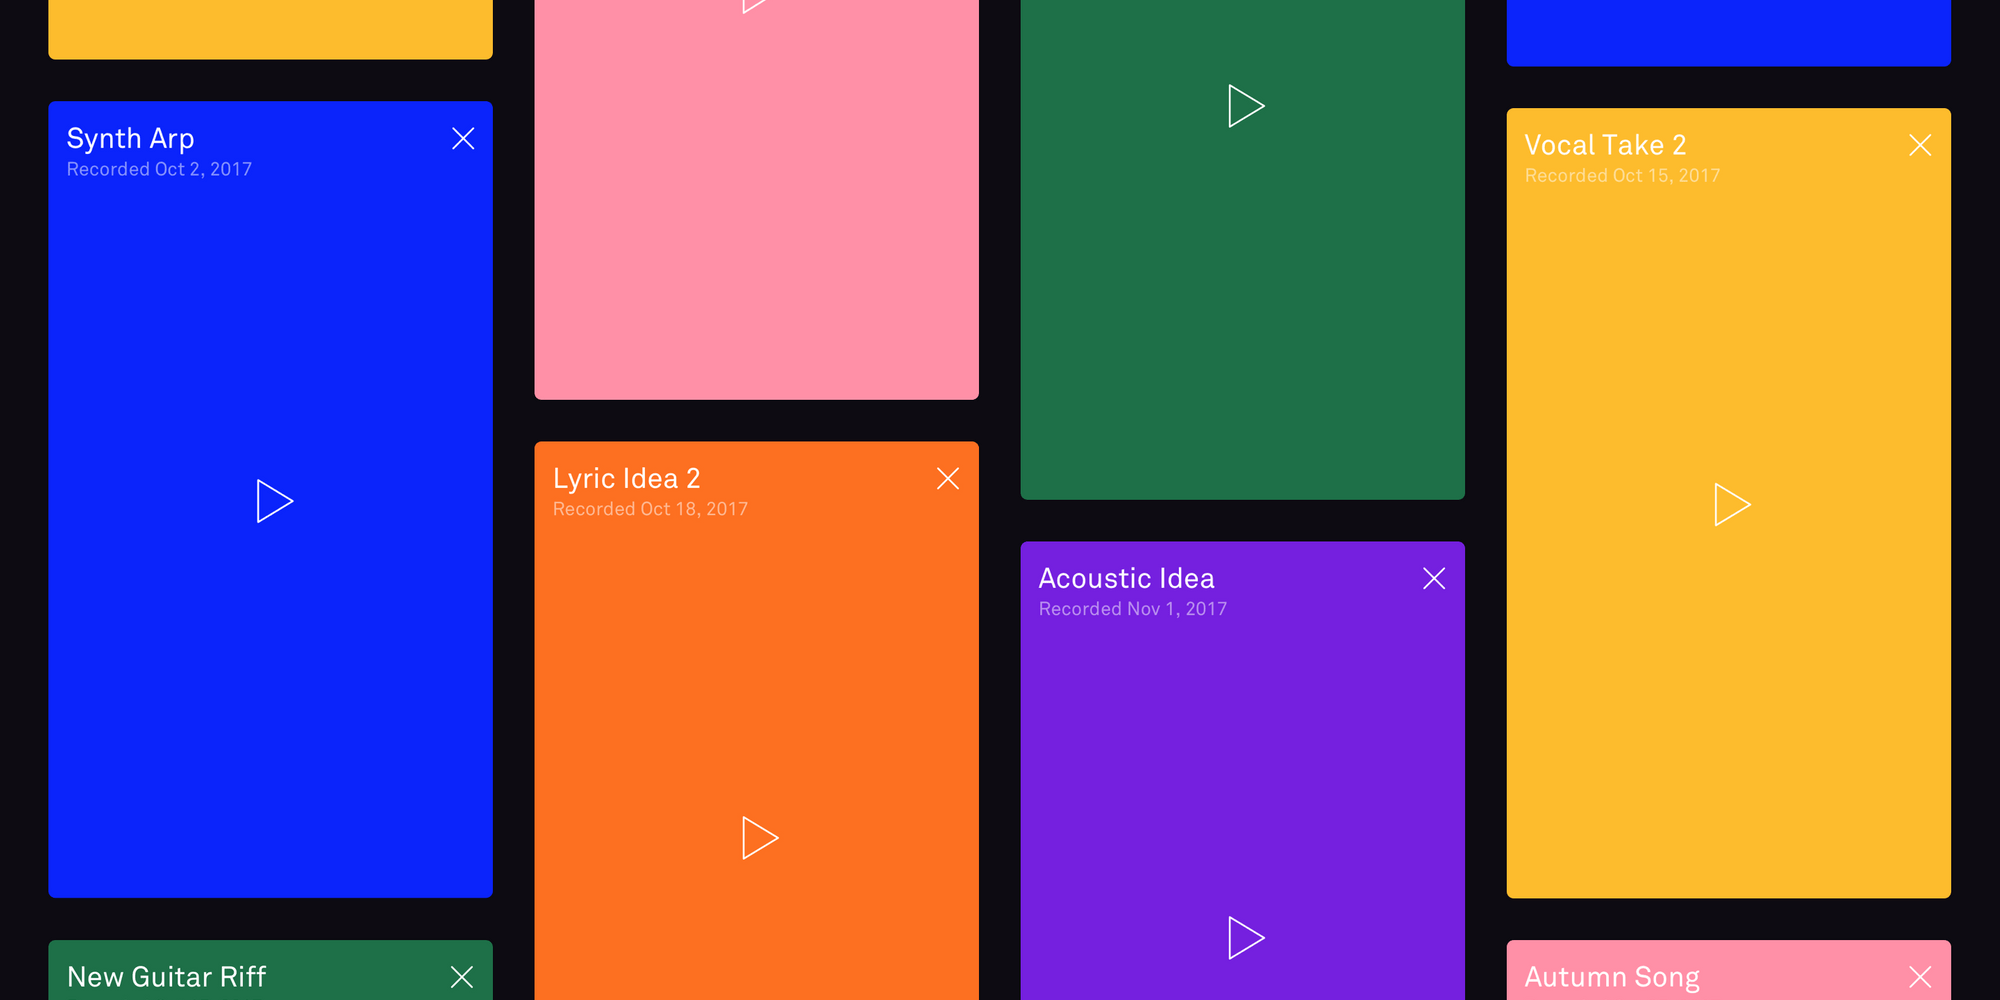 Synth Arp
Recorded Oct 2, 2017
New Guitar Riff
Lyric Idea 2
Recorded Oct 18, 2017
Acoustic Idea
Recorded Nov 1, 2017
Vocal Take 2
Recorded Oct 15, 2017
Autumn Song